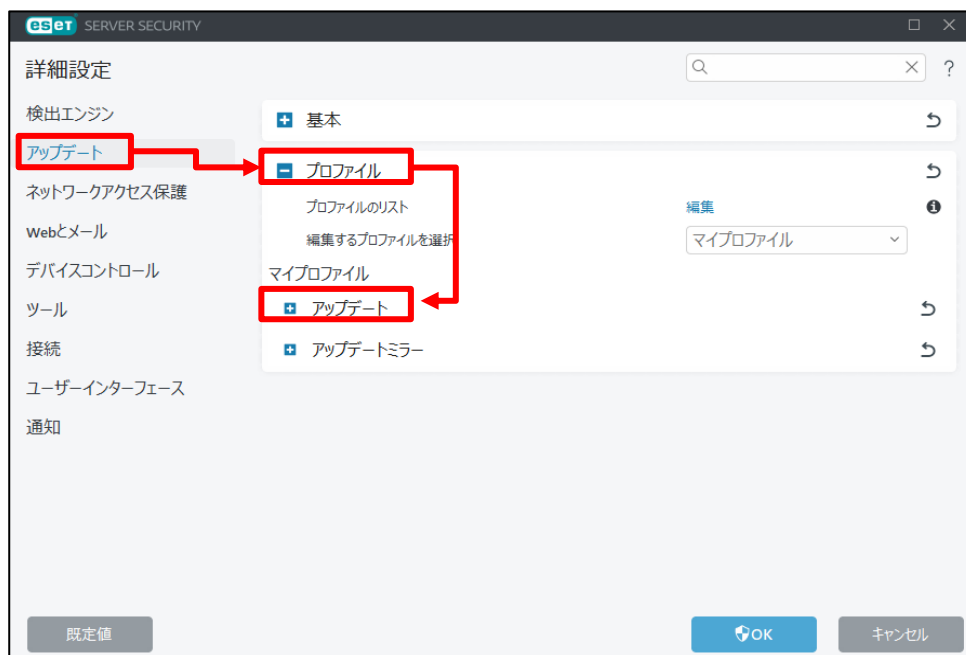 eset SERVER SECURITY
詳細設定
?
検出エンジン
アップデート
ネットワークアクセス保護
Webとメール
デバイスコントロール
ツール
接続
ユーザーインターフェース
通知
基本
プロファイル
プロファイルのリスト 編集
編集するプロファイルを選択 マイプロファイル
マイプロファイル
アップデート
アップデートミラー
既定値 OK キャンセル